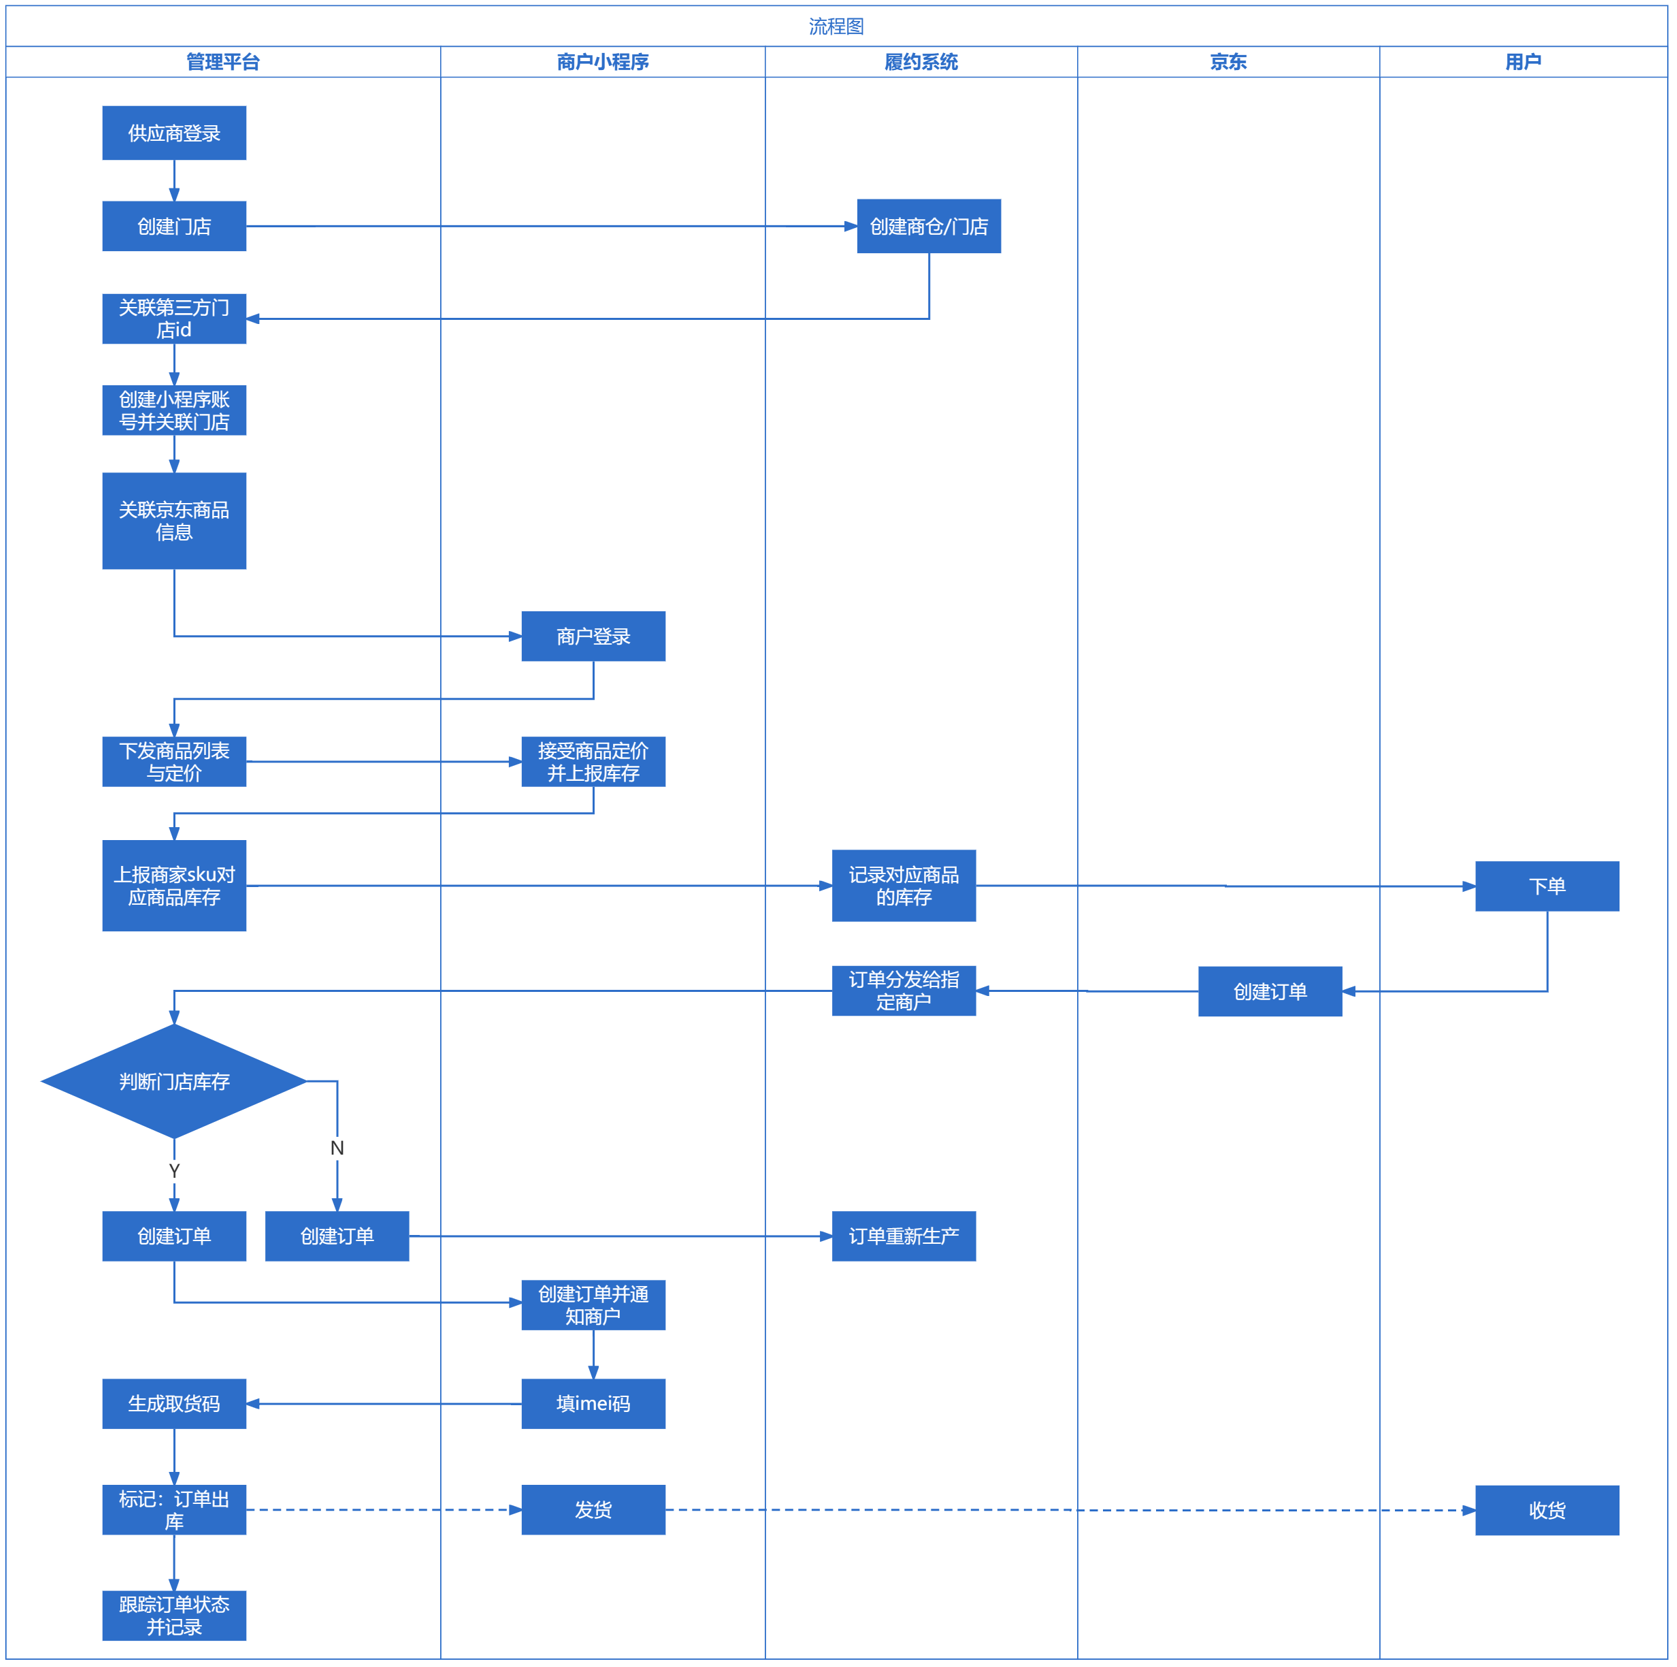 流程图
管理平台
商户小程序
履约系统
京东
用户
供应商登录
创建门店
创建商仓/门店
关联第三方门
店id
创建小程序账
号并关联门店
关联京东商品
信息
商户登录
下发商品列表
与定价
接受商品定价
并上报库存
上报商家sku对
应商品库存
记录对应商品
的库存
下单
订单分发给指
定商户
创建订单
判断门店库存
N
Y
创建订单
创建订单
订单重新生产
创建订单并通
知商户
生成取货码
填imei码
标记：订单出
库
发货
收货
跟踪订单状态
并记录